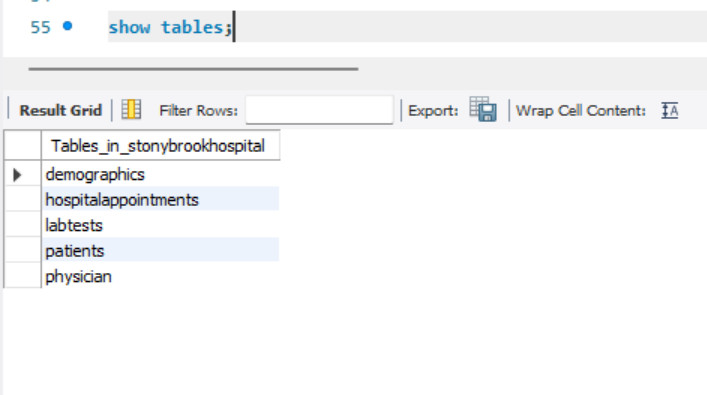 55 show tables;
Result Grid Filter Rows: Export: Wrap Cell Content:
Tables_in_stonybrookhospital
demographics
hospitalappointments
labtests
patients
physician